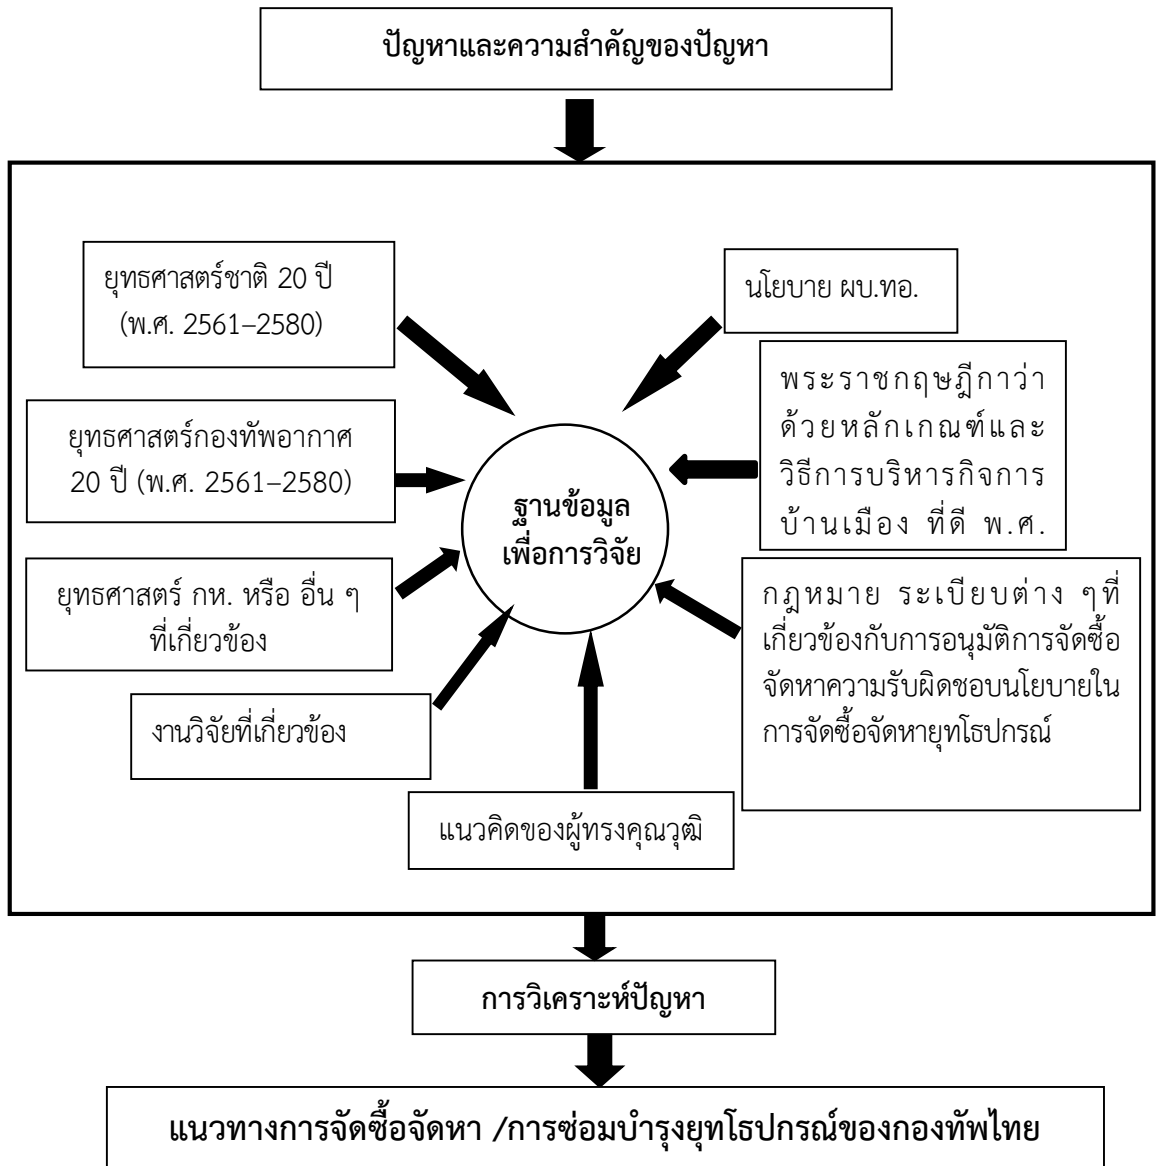 ปัญหาและความสำคัญของปัญหา
ยุทธศาสตร์ชาติ 20 ปี
(พ.ศ. 2561–2580)
นโยบาย ผบ.ทอ.
ยุทธศาสตร์กองทัพอากาศ
20 ปี (พ.ศ. 2561–2580)
พระราชกฤษฎีกาว่า
ด้วยหลักเกณฑ์และ
วิธีการบริหารกิจการ
บ้านเมือง ที่ดี พ.ศ.
ฐานข้อมูล
เพื่อการวิจัย
ยุทธศาสตร์ กห. หรือ อื่น ๆ
ที่เกี่ยวข้อง
กฎหมาย ระเบียบต่าง ๆที่
เกี่ยวข้องกับการอนุมัติการจัดซื้อ
จัดหาความรับผิดชอบนโยบายใน
การจัดซื้อจัดหายุทโธปกรณ์
งานวิจัยที่เกี่ยวข้อง
แนวคิดของผู้ทรงคุณวุฒิ
การวิเคราะห์ปัญหา
แนวทางการจัดซื้อจัดหา /การซ่อมบำรุงยุทโธปกรณ์ของกองทัพไทย